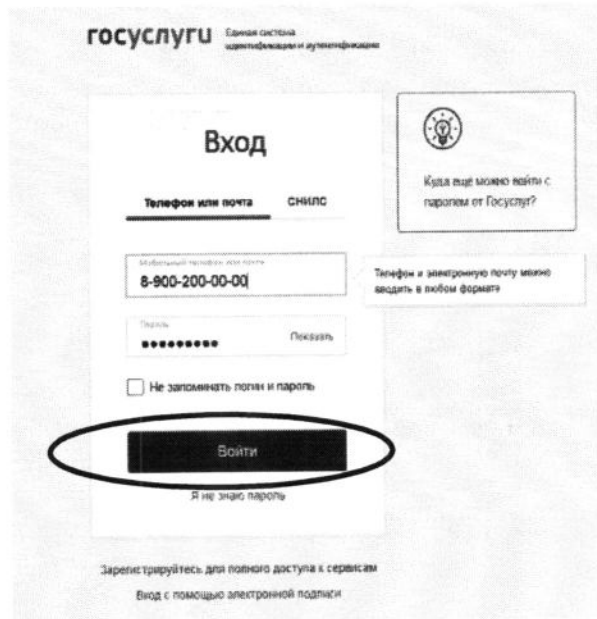 госуслуги
Единая система
идентификации и аутентификации
Вход
Телефон или почта
СНИЛС
Мобильный телефон или почта
8-900-200-00-00
Пароль
Показать
Не запоминать логин и пароль
Войти
Я не знаю пароль
Куда ещё можно войти с
паролем от Госуслуг?
Телефон и электронную почту можно
вводить в любом формате
Зарегистрируйтесь для полного доступа к сервисам
Вход с помощью электронной подписи